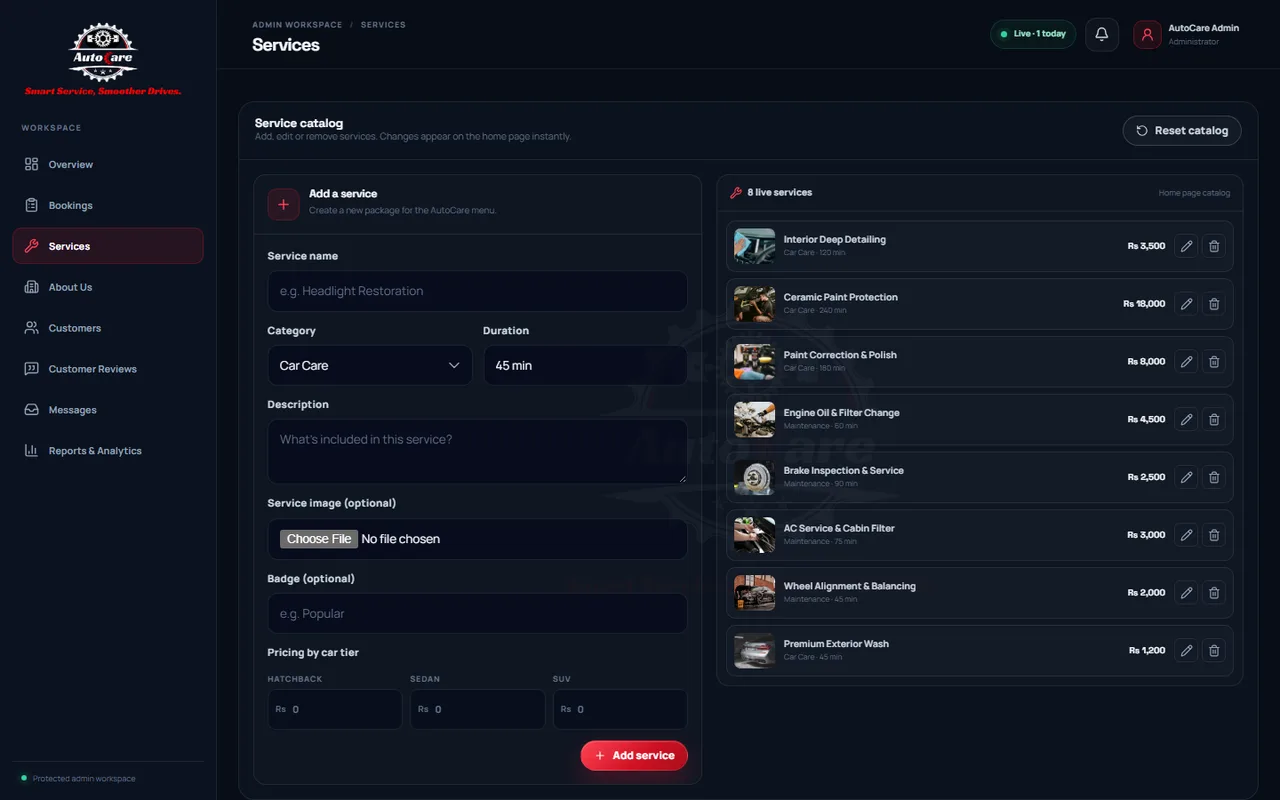 AutoCare
Smart Service, Smoother Drives.
WORKSPACE
Overview
Bookings
Services
About Us
Customers
Customer Reviews
Messages
Reports & Analytics
Protected admin workspace
ADMIN WORKSPACE / SERVICES
Services
Live · 1 today
AutoCare Admin
Administrator
Service catalog
Add, edit or remove services. Changes appear on the home page instantly.
Reset catalog
Add a service
Create a new package for the AutoCare menu.
Service name
e.g. Headlight Restoration
Category
Duration
Car Care
45 min
Description
What's included in this service?
Service image (optional)
Choose File No file chosen
Badge (optional)
e.g. Popular
Pricing by car tier
HATCHBACK
SEDAN
SUV
Rs 0
Rs 0
Rs 0
+ Add service
8 live services
Home page catalog
Interior Deep Detailing
Car Care · 120 min
Rs 3,500
Ceramic Paint Protection
Car Care · 240 min
Rs 18,000
Paint Correction & Polish
Car Care · 180 min
Rs 8,000
Engine Oil & Filter Change
Maintenance · 60 min
Rs 4,500
Brake Inspection & Service
Maintenance · 90 min
Rs 2,500
AC Service & Cabin Filter
Maintenance · 75 min
Rs 3,000
Wheel Alignment & Balancing
Maintenance · 45 min
Rs 2,000
Premium Exterior Wash
Car Care · 45 min
Rs 1,200
AutoCare